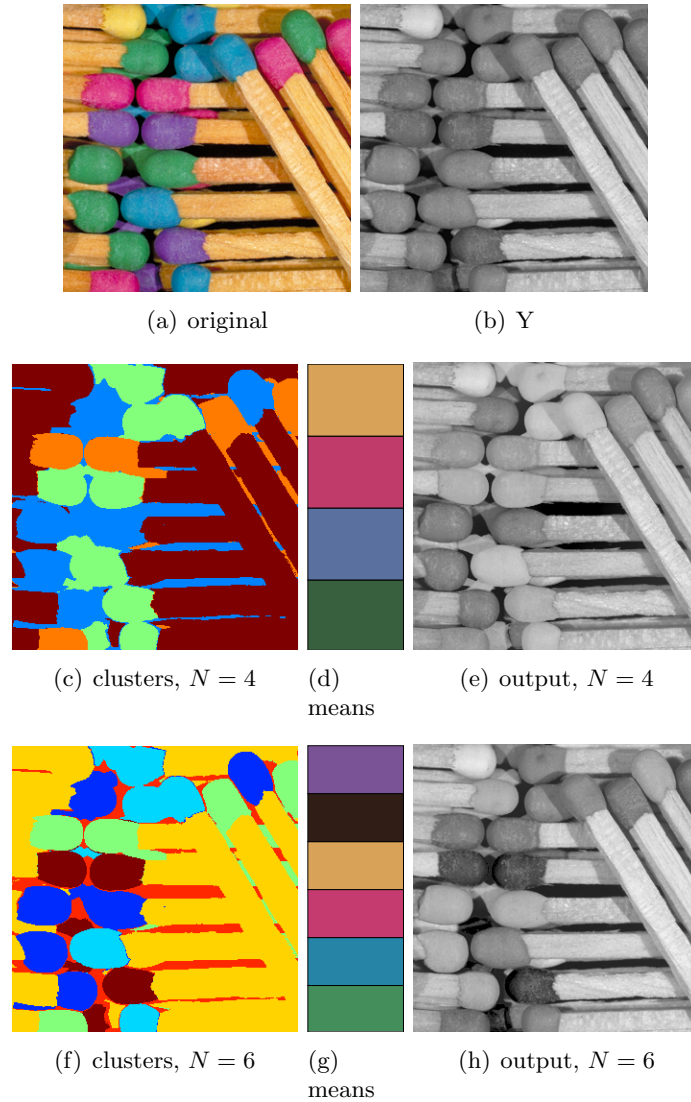 (a) original
(b) Y
(c) clusters, N = 4
(d)
means
(e) output, N = 4
(f) clusters, N = 6
(g)
means
(h) output, N = 6